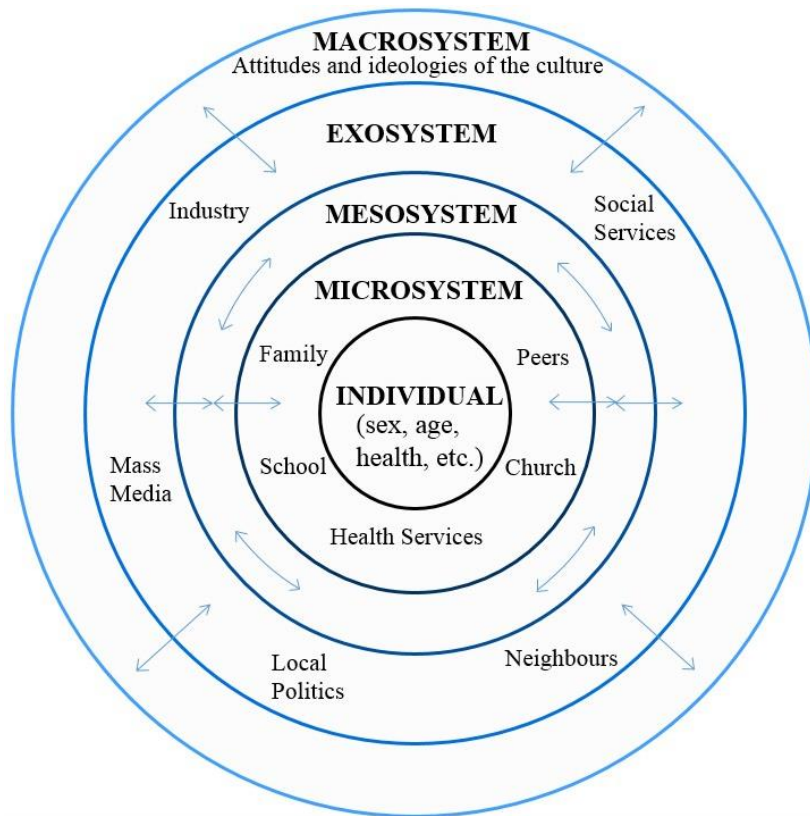 MACROSYSTEM
Attitudes and ideologies of the culture
EXOSYSTEM
Industry
Social
Services
MESOSYSTEM
MICROSYSTEM
Family
Peers
INDIVIDUAL
(sex, age,
health, etc.)
School
Church
Mass
Media
Health Services
Local
Politics
Neighbours